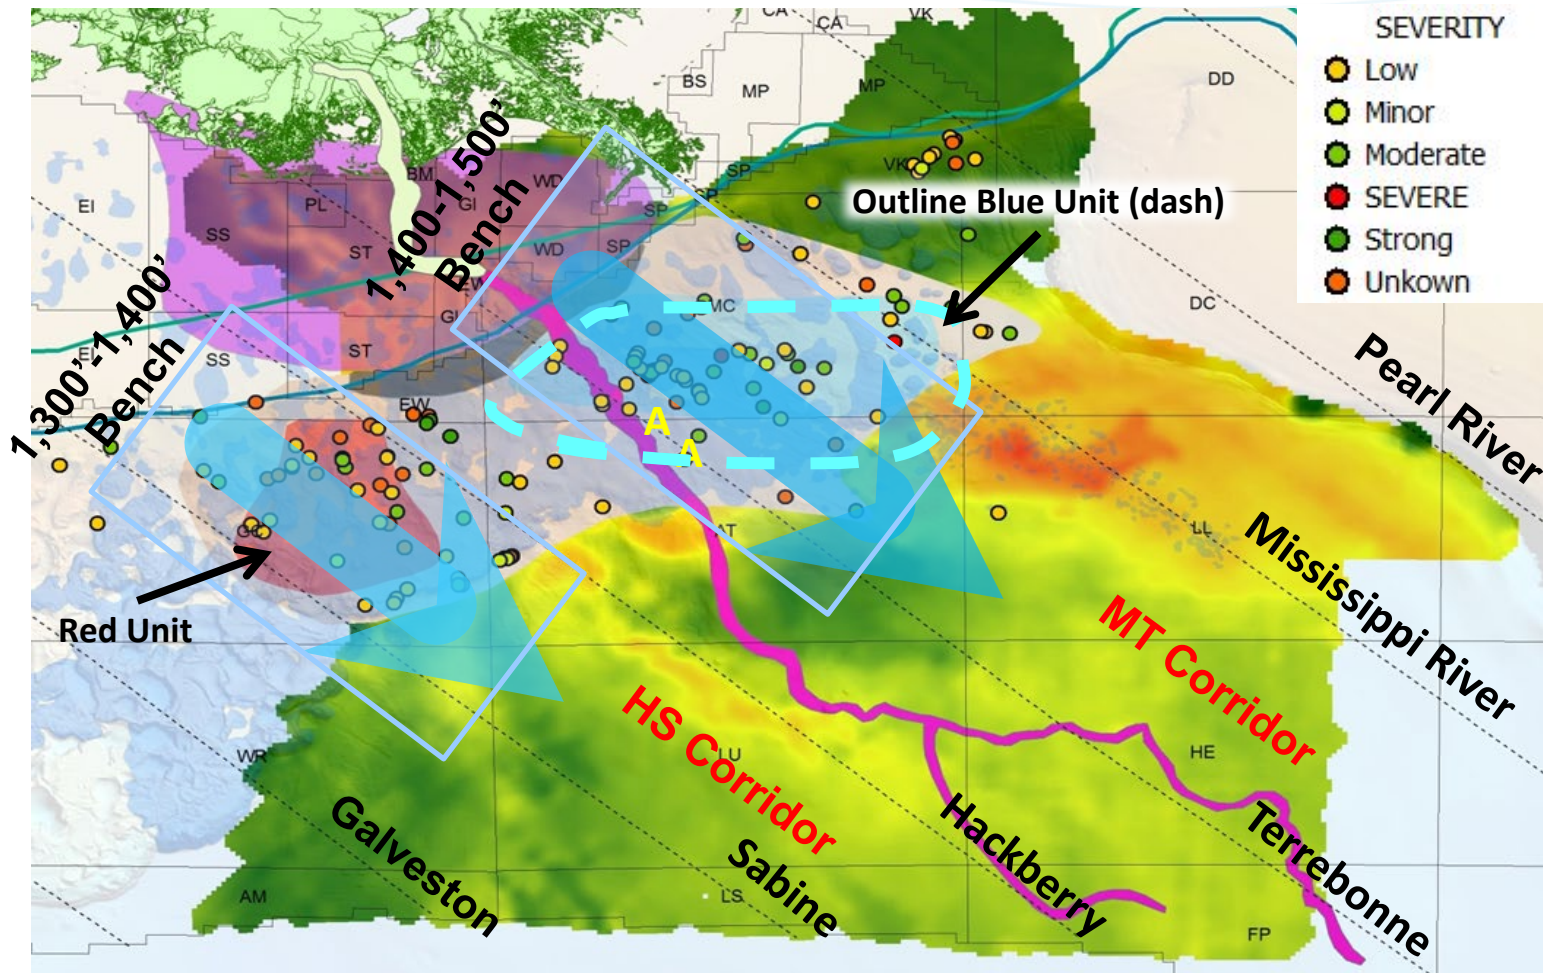 SEVERITY
Low
Minor
Moderate
SEVERE
Strong
Unkown
CA
CA
VK
BS
MP
MP
DD
VK
Outline Blue Unit (dash)
EI
SS
PL
BM
GI
WD
WD
SP
SP
SP
ST
EW
GI
MC
DC
1,400-1,500’
Bench
1,300’-1,400’
Bench
EI
SS
ST
EW
A
A
Pearl River
GC
AT
LL
Red Unit
Mississippi River
MT Corridor
HS Corridor
WR
LU
HE
Galveston
Sabine
Hackberry
Terrebonne
AM
LS
FP